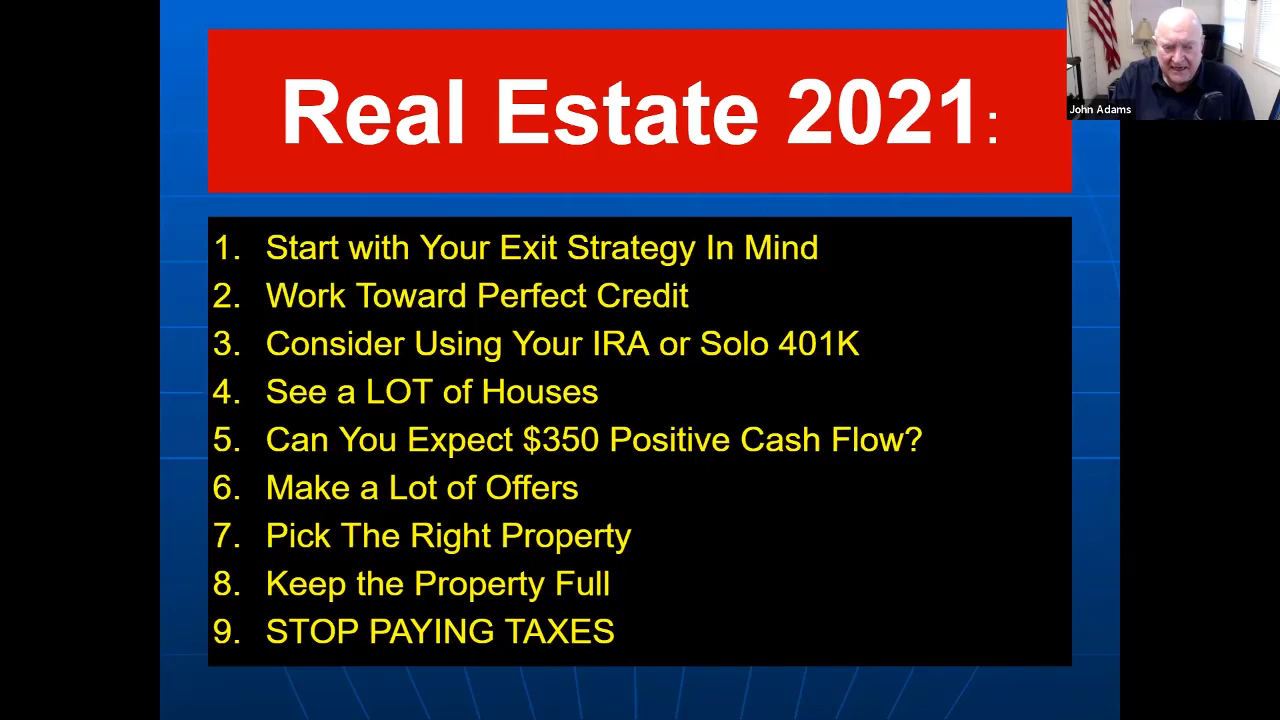 Real Estate 2021:
John Adams
1. Start with Your Exit Strategy In Mind
2. Work Toward Perfect Credit
3. Consider Using Your IRA or Solo 401K
4. See a LOT of Houses
5. Can You Expect $350 Positive Cash Flow?
6. Make a Lot of Offers
7. Pick The Right Property
8. Keep the Property Full
9. STOP PAYING TAXES